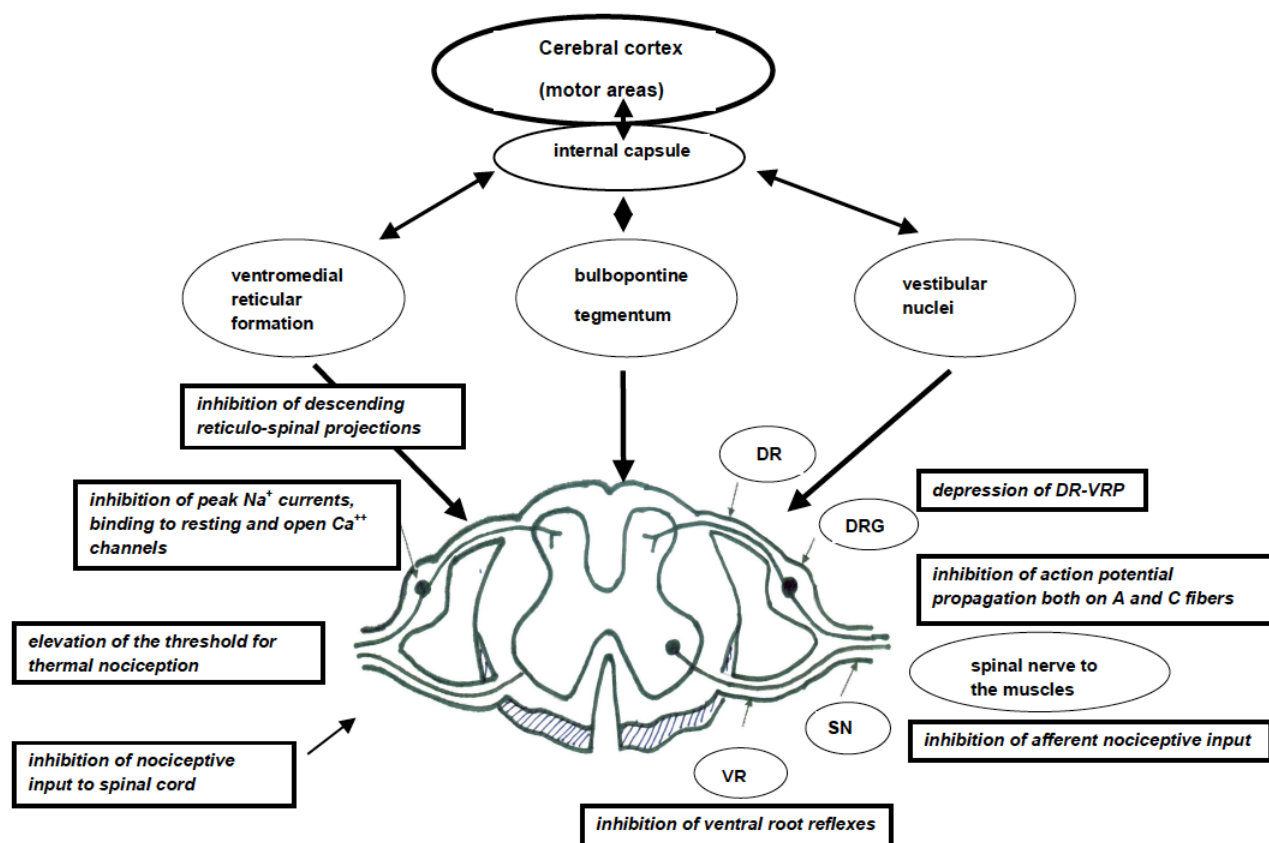 Cerebral cortex
(motor areas)
internal capsule
ventromedial
reticular
formation
bulbopontine
tegmentum
vestibular
nuclei
inhibition of descending
reticulo-spinal projections
DR
inhibition of peak Na⁺ currents,
binding to resting and open Ca⁺⁺
channels
depression of DR-VRP
DRG
inhibition of action potential
propagation both on A and C fibers
elevation of the threshold for
thermal nociception
spinal nerve to
the muscles
SN
inhibition of afferent nociceptive input
inhibition of nociceptive
input to spinal cord
VR
inhibition of ventral root reflexes